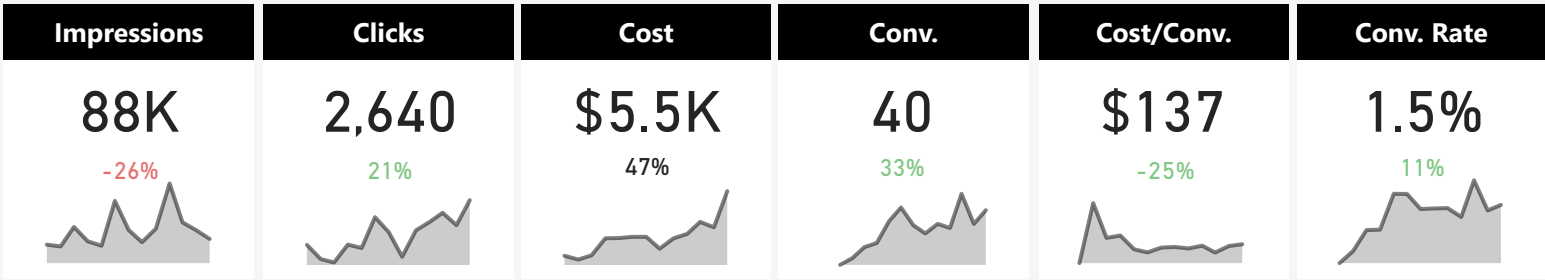 Impressions
88K
-26%
Clicks
2,640
21%
Cost
$5.5K
47%
Conv.
40
33%
Cost/Conv.
$137
-25%
Conv. Rate
1.5%
11%